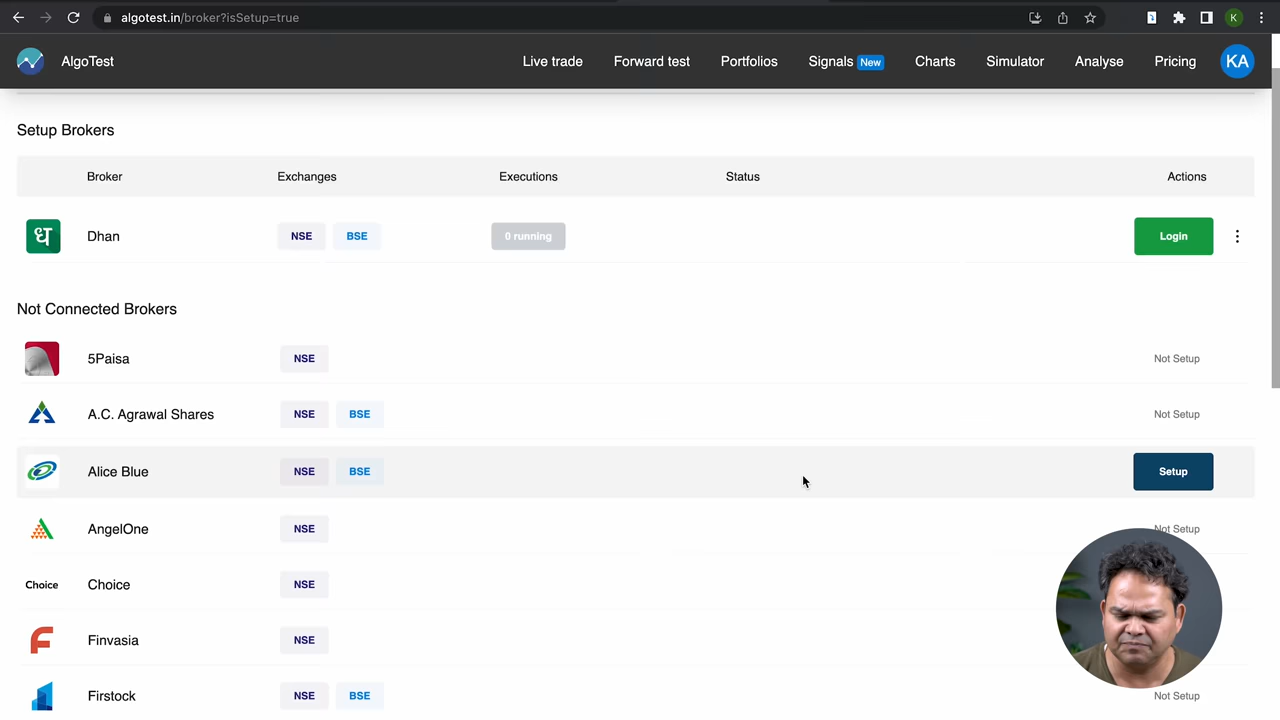 algotest.in/broker?isSetup=true
K
AlgoTest
Live trade
Forward test
Portfolios
Signals New
Charts
Simulator
Analyse
Pricing
KA
Setup Brokers
Broker Exchanges Executions Status Actions
ध Dhan NSE BSE 0 running Login
Not Connected Brokers
5Paisa NSE Not Setup
A.C. Agrawal Shares NSE BSE Not Setup
Alice Blue NSE BSE Setup
AngelOne NSE Not Setup
Choice Choice NSE
Finvasia NSE
Firstock NSE BSE Not Setup